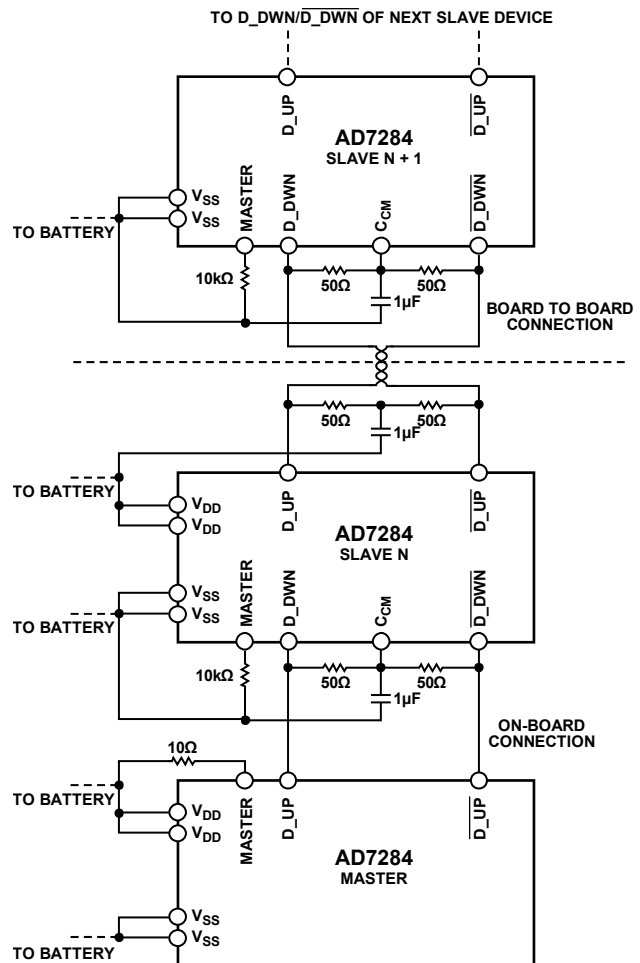 TO D_DWN/D_DWN OF NEXT SLAVE DEVICE
D_UP
D_UP
AD7284
SLAVE N + 1
VSS
VSS
TO BATTERY
MASTER
D_DWN
CCM
D_DWN
10kΩ
50Ω
50Ω
1µF
BOARD TO BOARD
CONNECTION
50Ω
50Ω
1µF
TO BATTERY
VDD
VDD
D_UP
D_UP
AD7284
SLAVE N
VSS
VSS
TO BATTERY
MASTER
D_DWN
CCM
D_DWN
10kΩ
50Ω
50Ω
1µF
ON-BOARD
CONNECTION
10Ω
TO BATTERY
VDD
VDD
MASTER
D_UP
D_UP
AD7284
MASTER
VSS
VSS
TO BATTERY